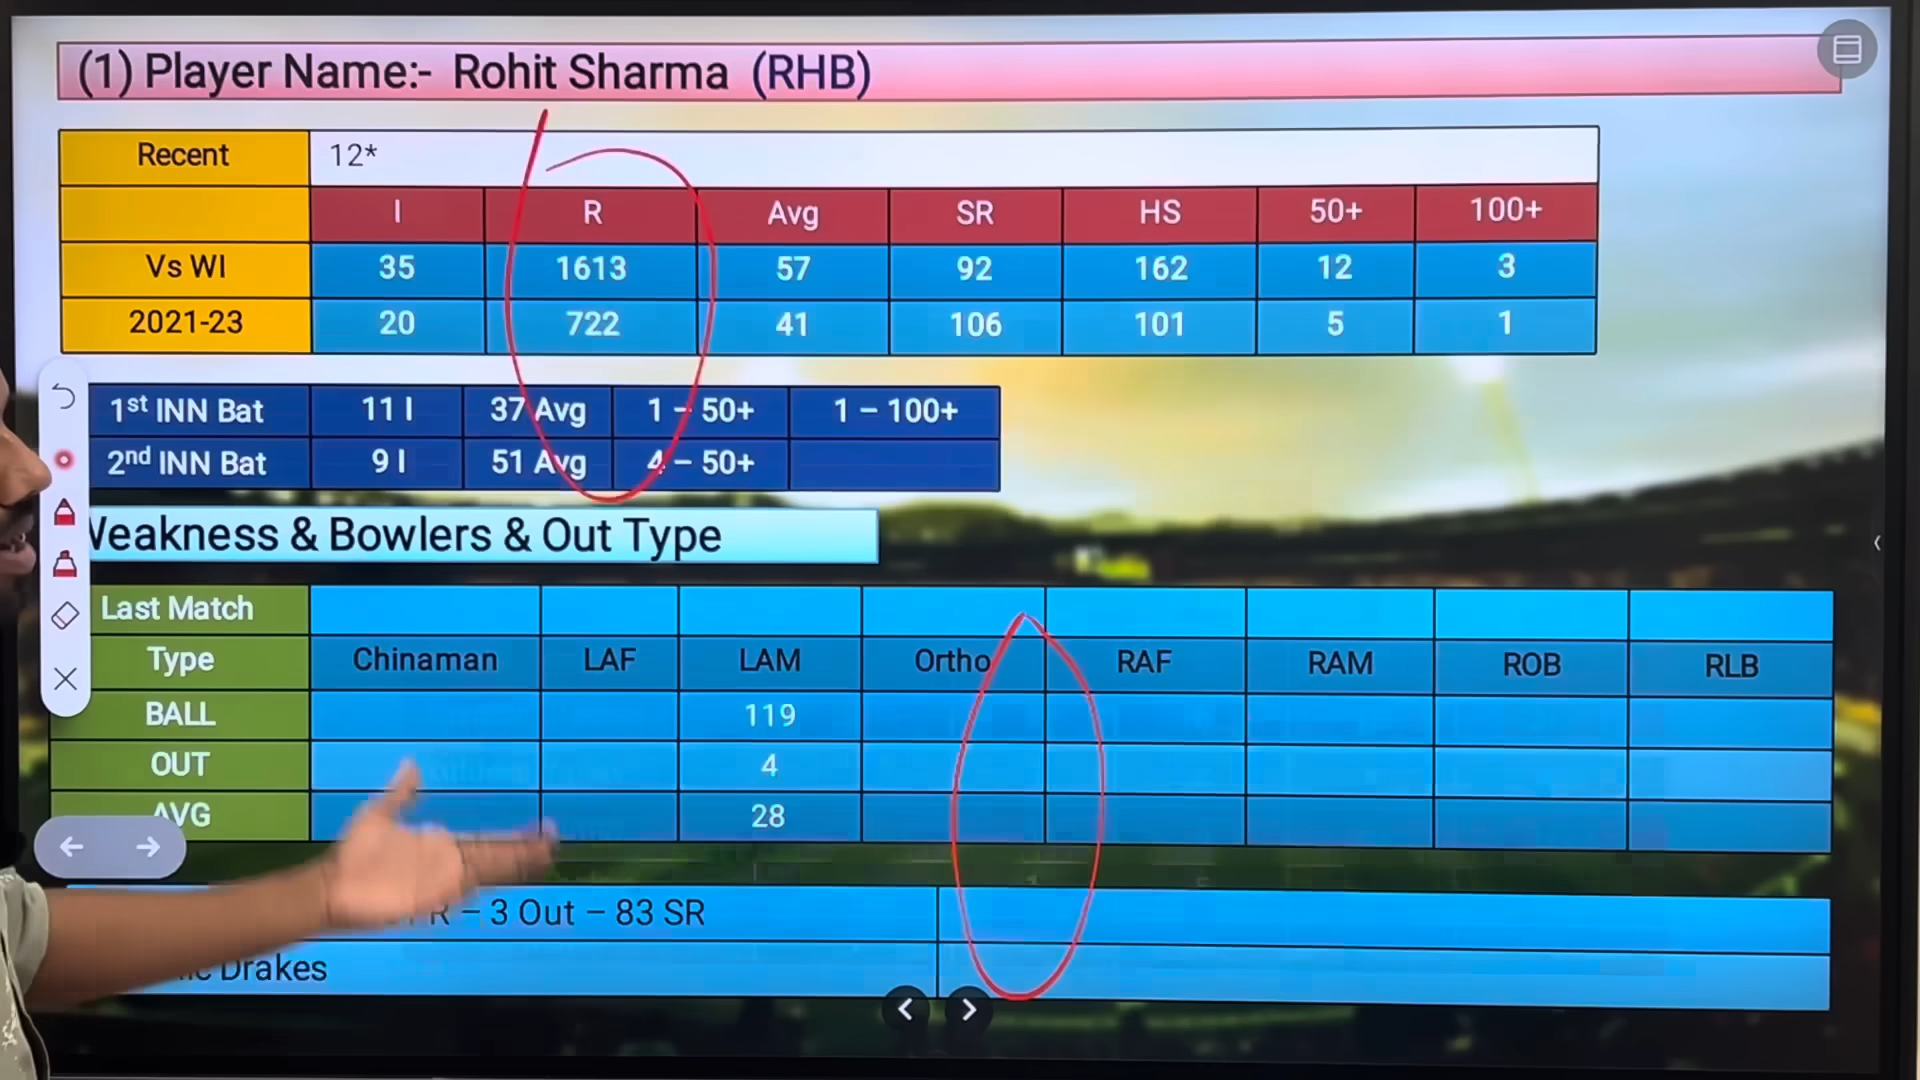 (1) Player Name:- Rohit Sharma (RHB)
Recent 12*
I R Avg SR HS 50+ 100+
Vs WI 35 1613 57 92 162 12 3
2021-23 20 722 41 106 101 5 1
1st INN Bat 11 I 37 Avg 1 – 50+ 1 – 100+
2nd INN Bat 9 I 51 Avg 4 – 50+
Weakness & Bowlers & Out Type
Last Match
Type Chinaman LAF LAM Ortho RAF RAM ROB RLB
BALL 119
OUT 4
AVG 28
R – 3 Out – 83 SR
Drakes